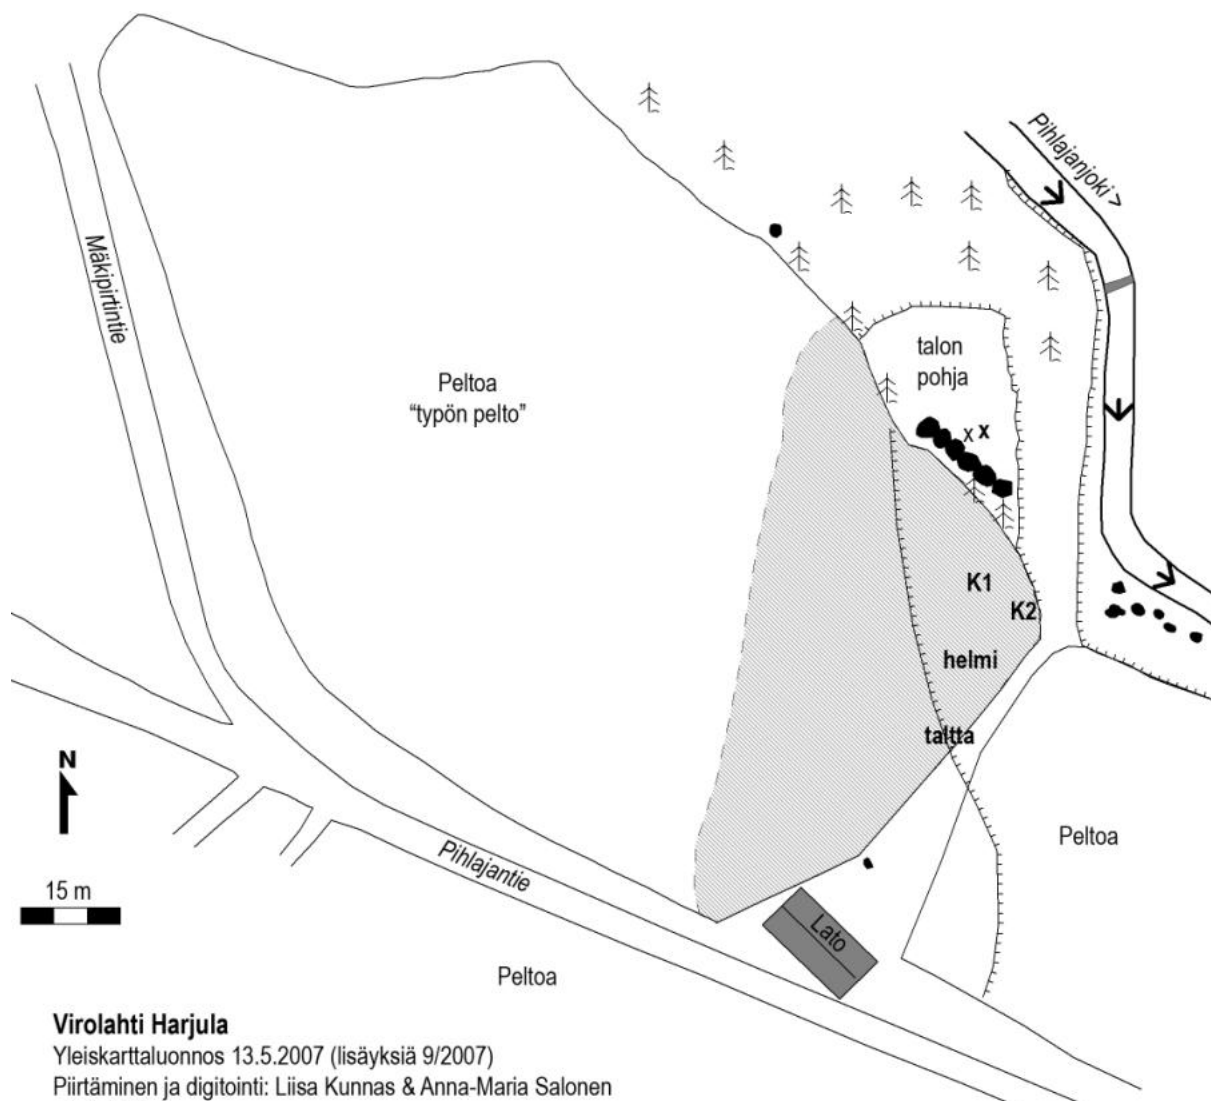 Pihlajanjoki >
Mäkipirtintie
talon
pohja
Peltoa
“typön pelto”
x x
K1
K2
helmi
taltta
N
Peltoa
15 m
Pihlajantie
Lato
Peltoa
Virolahti Harjula
Yleiskarttaluonnos 13.5.2007 (lisäyksiä 9/2007)
Piirtäminen ja digitointi: Liisa Kunnas & Anna-Maria Salonen